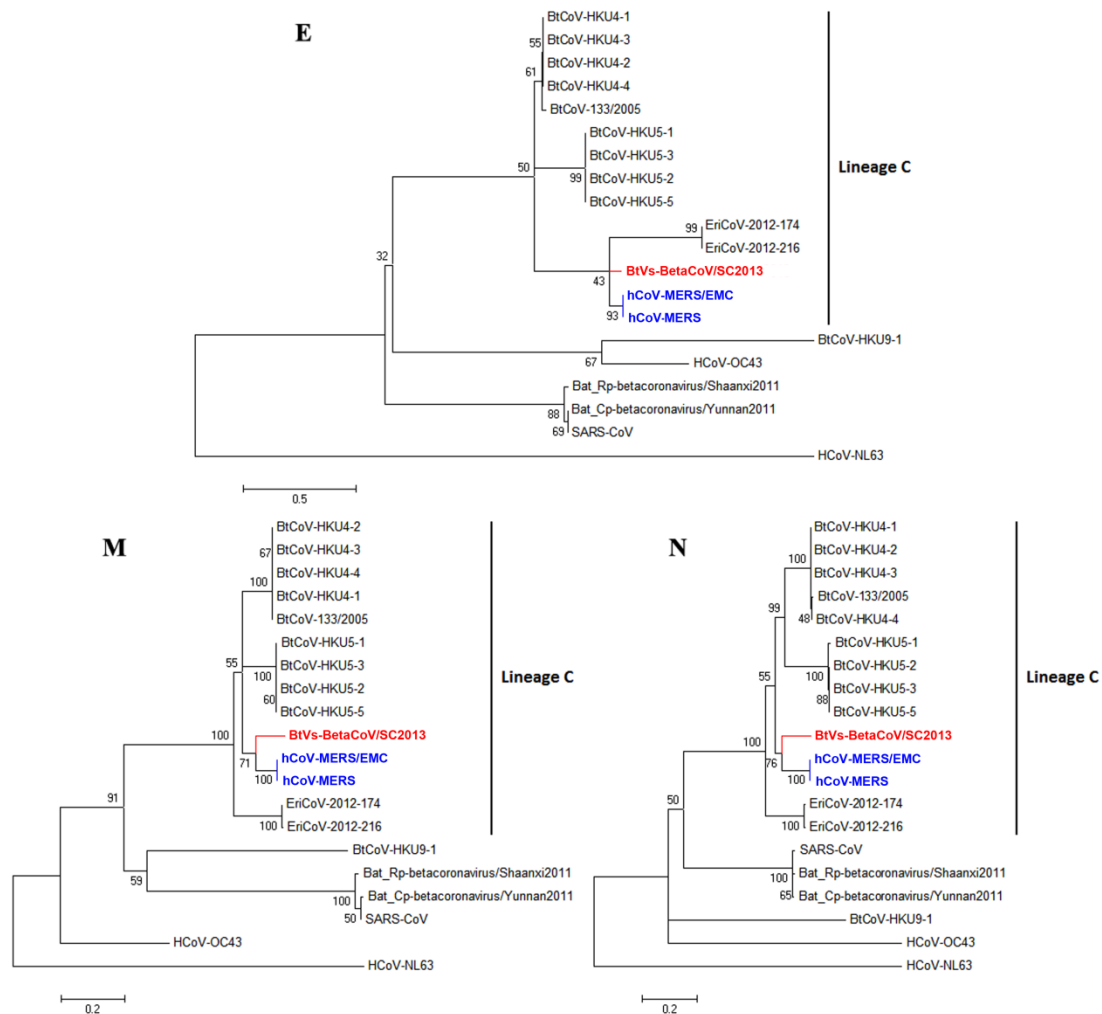 E
BtCoV-HKU4-1
55
BtCoV-HKU4-3
BtCoV-HKU4-2
61
BtCoV-HKU4-4
BtCoV-133/2005
BtCoV-HKU5-1
BtCoV-HKU5-3
50
Lineage C
99
BtCoV-HKU5-2
BtCoV-HKU5-5
EriCoV-2012-174
99
EriCoV-2012-216
32
BtVs-BetaCoV/SC2013
43
hCoV-MERS/EMC
93
hCoV-MERS
BtCoV-HKU9-1
67
HCoV-OC43
Bat_Rp-betacoronavirus/Shaanxi2011
88
Bat_Cp-betacoronavirus/Yunnan2011
69
SARS-CoV
HCoV-NL63
0.5
M
BtCoV-HKU4-2
67
BtCoV-HKU4-3
BtCoV-HKU4-4
100
BtCoV-HKU4-1
BtCoV-133/2005
BtCoV-HKU5-1
55
BtCoV-HKU5-3
100
BtCoV-HKU5-2
60
BtCoV-HKU5-5
Lineage C
100
BtVs-BetaCoV/SC2013
71
hCoV-MERS/EMC
100
hCoV-MERS
91
EriCoV-2012-174
100
EriCoV-2012-216
BtCoV-HKU9-1
59
Bat_Rp-betacoronavirus/Shaanxi2011
100
Bat_Cp-betacoronavirus/Yunnan2011
50
SARS-CoV
HCoV-OC43
HCoV-NL63
0.2
N
BtCoV-HKU4-1
100
BtCoV-HKU4-2
BtCoV-HKU4-3
BtCoV-133/2005
99
48
BtCoV-HKU4-4
BtCoV-HKU5-1
55
100
BtCoV-HKU5-2
BtCoV-HKU5-3
88
BtCoV-HKU5-5
Lineage C
100
BtVs-BetaCoV/SC2013
76
hCoV-MERS/EMC
100
hCoV-MERS
50
EriCoV-2012-174
100
EriCoV-2012-216
SARS-CoV
100
Bat_Rp-betacoronavirus/Shaanxi2011
65
Bat_Cp-betacoronavirus/Yunnan2011
BtCoV-HKU9-1
HCoV-OC43
HCoV-NL63
0.2